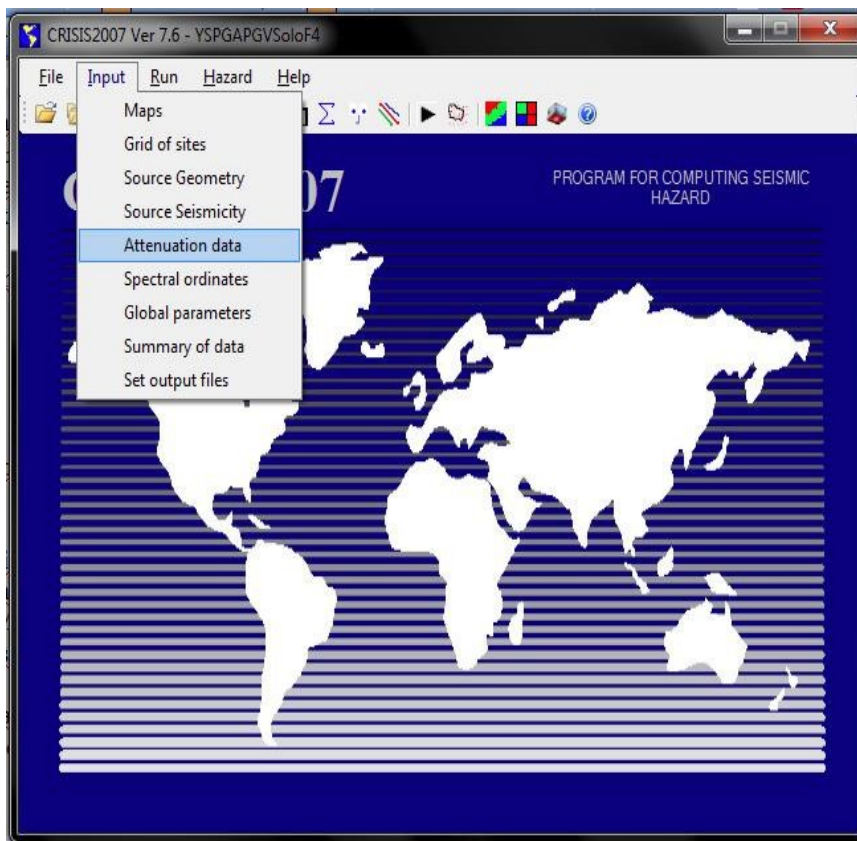 CRISIS2007 Ver 7.6 - YSPGAPGVSoloF4
File Input Run Hazard Help
Maps
Grid of sites
Source Geometry
Source Seismicity
Attenuation data
Spectral ordinates
Global parameters
Summary of data
Set output files
07
PROGRAM FOR COMPUTING SEISMIC
HAZARD